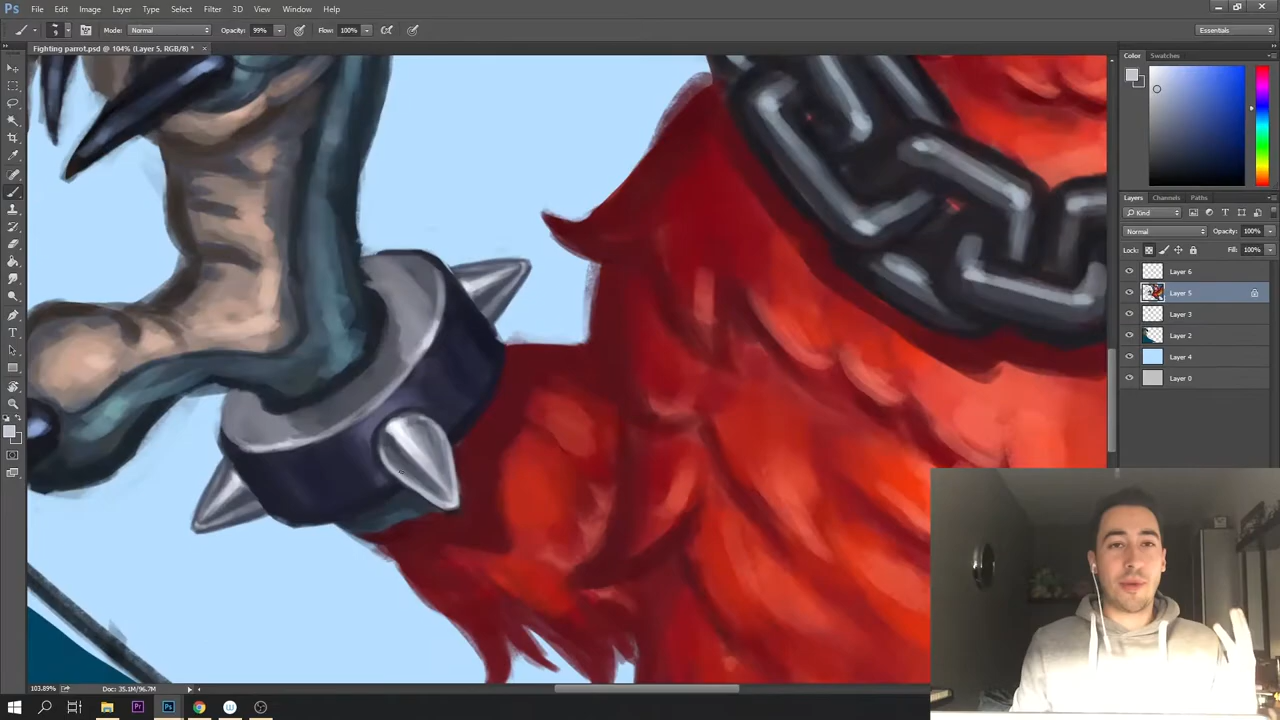 Ps File Edit Image Layer Type Select Filter 3D View Window Help
Mode: Normal Opacity: 99% Flow: 100% Essentials
Fighting parrot.psd @ 104% (Layer 5, RGB/8) * ×
Color Swatches
Layers Channels Paths
Kind
Normal Opacity: 100%
Lock: Fill: 100%
Layer 6
Layer 5
Layer 3
Layer 2
Layer 4
Layer 0
103.89% Doc: 35.1M/96.7M
Pr Ps